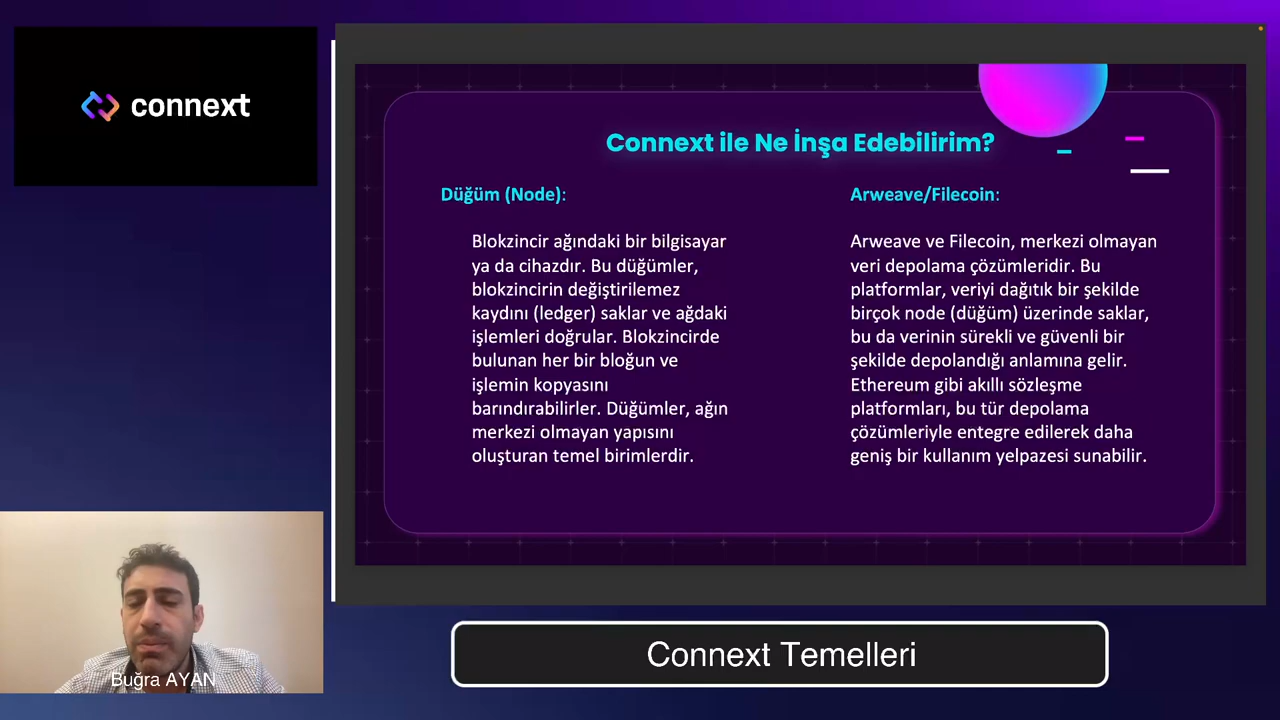 connext
Connext ile Ne İnşa Edebilirim?
Düğüm (Node):
Blokzincir ağındaki bir bilgisayar
ya da cihazdır. Bu düğümler,
blokzincirin değiştirilemez
kaydını (ledger) saklar ve ağdaki
işlemleri doğrular. Blokzincirde
bulunan her bir bloğun ve
işlemin kopyasını
barındırabilirler. Düğümler, ağın
merkezi olmayan yapısını
oluşturan temel birimlerdir.
Arweave/Filecoin:
Arweave ve Filecoin, merkezi olmayan
veri depolama çözümleridir. Bu
platformlar, veriyi dağıtık bir şekilde
birçok node (düğüm) üzerinde saklar,
bu da verinin sürekli ve güvenli bir
şekilde depolandığı anlamına gelir.
Ethereum gibi akıllı sözleşme
platformları, bu tür depolama
çözümleriyle entegre edilerek daha
geniş bir kullanım yelpazesi sunabilir.
Buğra AYAN
Connext Temelleri